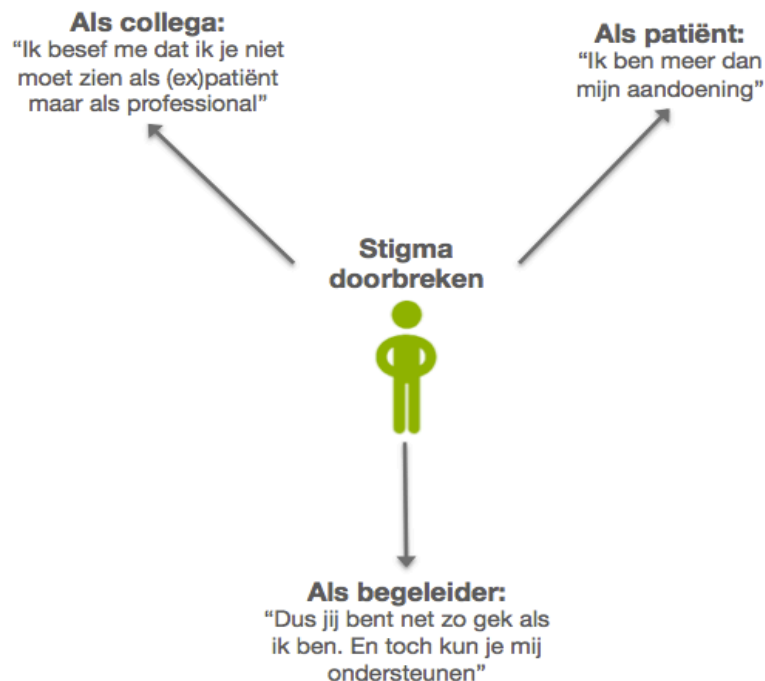 Als collega:
“Ik besef me dat ik je niet
moet zien als (ex)patiënt
maar als professional”
Als patiënt:
“Ik ben meer dan
mijn aandoening”
Stigma
doorbreken
Als begeleider:
“Dus jij bent net zo gek als
ik ben. En toch kun je mij
ondersteunen”